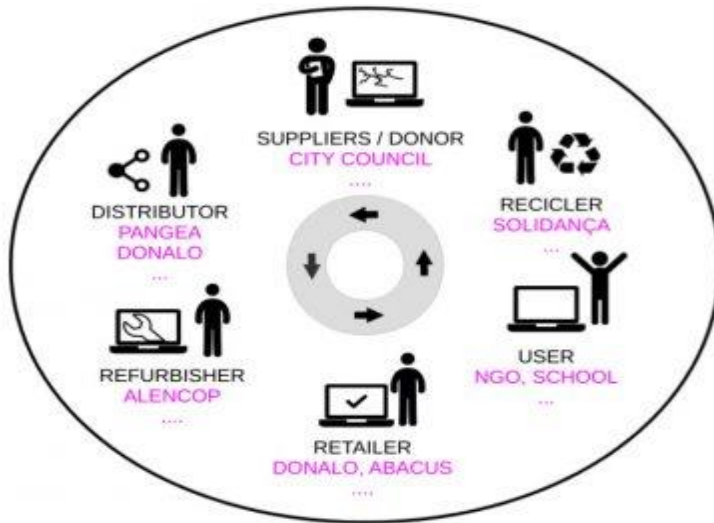 SUPPLIERS / DONOR
CITY COUNCIL
....
DISTRIBUTOR
PANGEA
DONALO
...
RECICLER
SOLIDANÇA
...
REFURBISHER
ALENCOP
....
USER
NGO, SCHOOL
...
RETAILER
DONALO, ABACUS
....